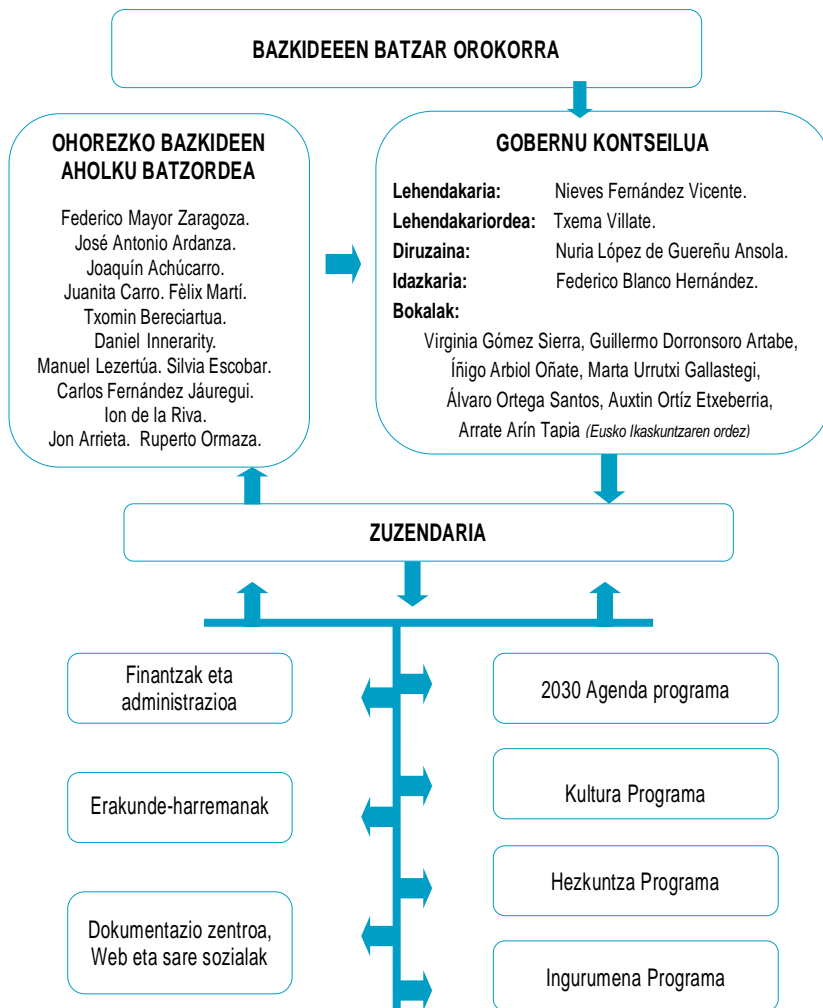 BAZKIDEEEN BATZAR OROKORRA
OHOREZKO BAZKIDEEN
AHOLKU BATZORDEA
Federico Mayor Zaragoza.
José Antonio Ardanza.
Joaquín Achúcarro.
Juanita Carro. Fèlix Martí.
Txomin Bereciartua.
Daniel Innerarity.
Manuel Lezertúa. Silvia Escobar.
Carlos Fernández Jáuregui.
Ion de la Riva.
Jon Arrieta. Ruperto Ormaza.
GOBERNU KONTSEILUA
Lehendakaria: Nieves Fernández Vicente.
Lehendakariordea: Txema Villate.
Diruzaina: Nuria López de Guereñu Ansola.
Idazkaria: Federico Blanco Hernández.
Bokalak:
Virginia Gómez Sierra, Guillermo Dorronsoro Artabe,
Íñigo Arbiol Oñate, Marta Urrutxi Gallastegi,
Álvaro Ortega Santos, Auxtin Ortíz Etxeberria,
Arrate Arín Tapia (Eusko Ikaskuntzaren ordez)
ZUZENDARIA
Finantzak eta
administrazioa
Erakunde-harremanak
Dokumentazio zentroa,
Web eta sare sozialak
2030 Agenda programa
Kultura Programa
Hezkuntza Programa
Ingurumena Programa